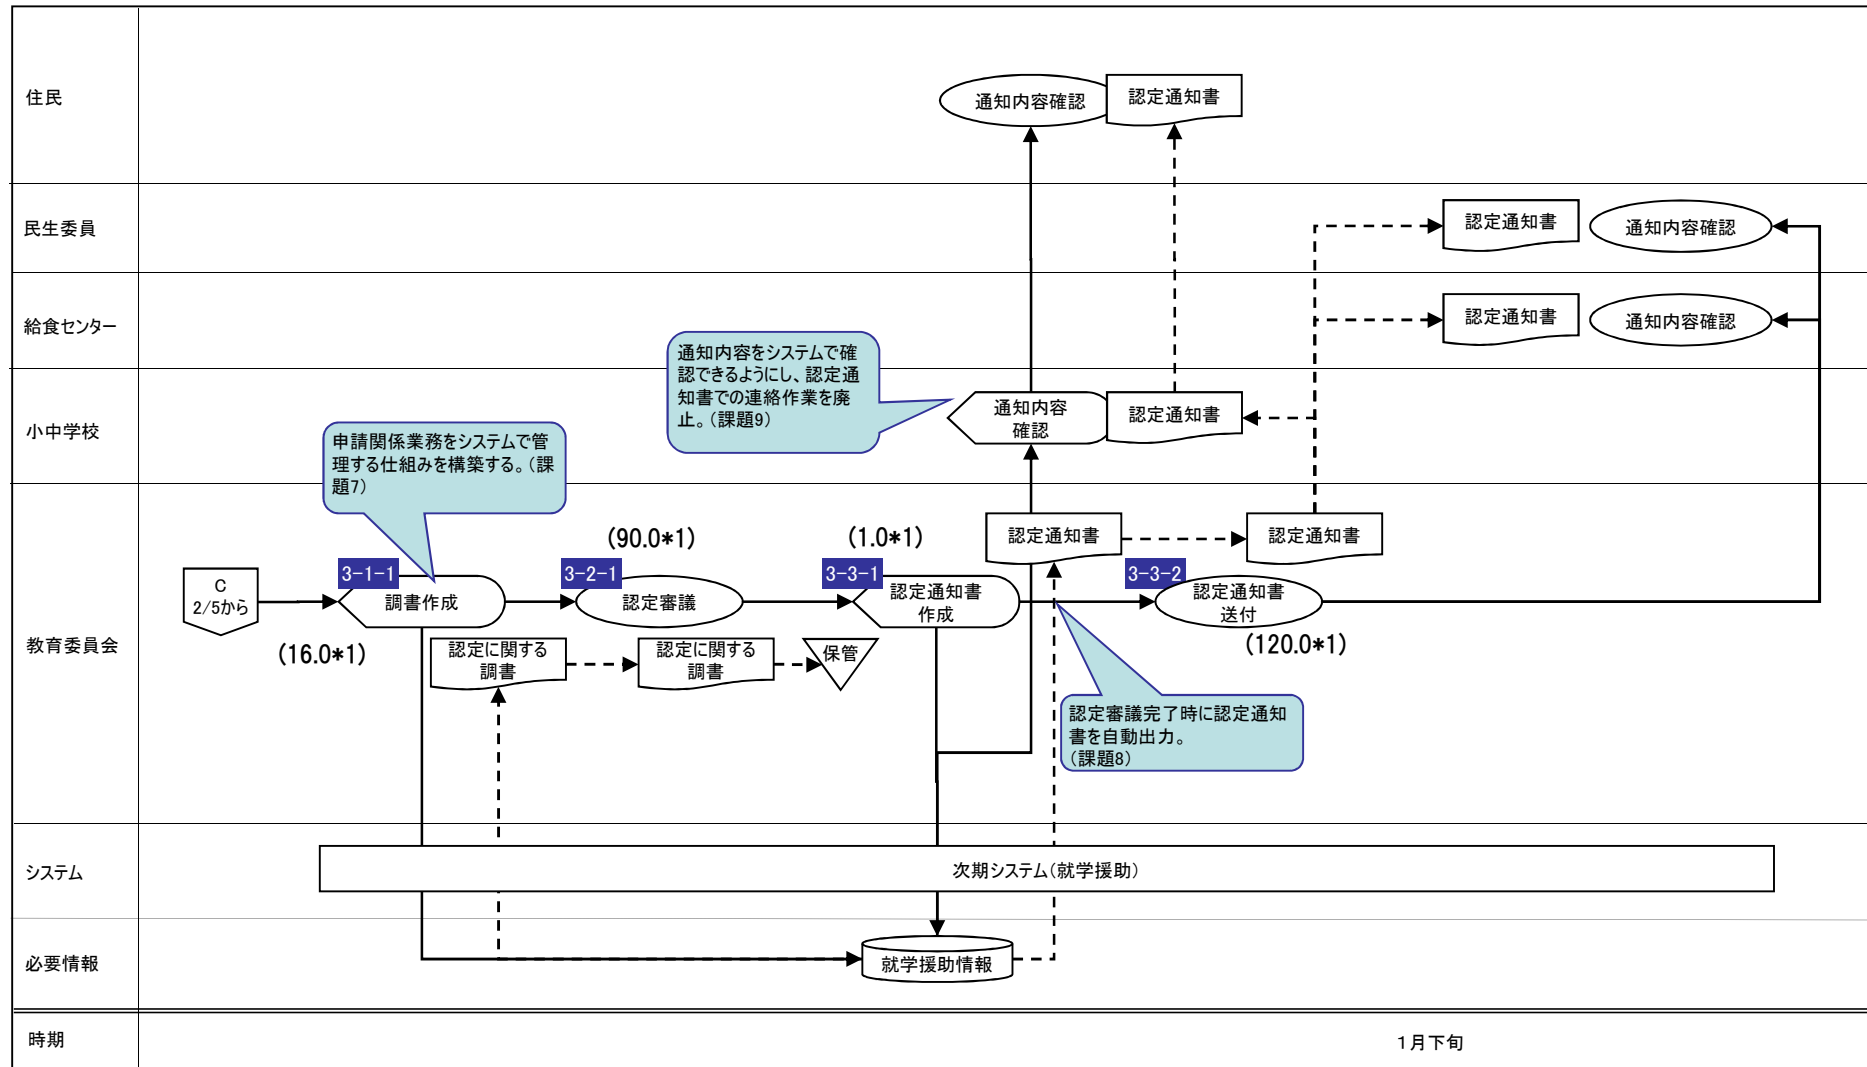 住民
通知内容確認
認定通知書
民生委員
認定通知書
通知内容確認
給食センター
認定通知書
通知内容確認
通知内容をシステムで確
認できるようにし、認定通
知書での連絡作業を廃
止。（課題9）
小中学校
通知内容
確認
認定通知書
申請関係業務をシステムで管
理する仕組みを構築する。（課
題7）
教育委員会
C
2/5から
3-1-1
調書作成
(16.0*1)
3-2-1
(90.0*1)
認定審議
3-3-1
(1.0*1)
認定通知書
作成
認定通知書
認定通知書
3-3-2
認定通知書
送付
(120.0*1)
認定に関する
調書
認定に関する
調書
保管
認定審議完了時に認定通知
書を自動出力。
（課題8）
システム
次期システム（就学援助）
必要情報
就学援助情報
時期
１月下旬